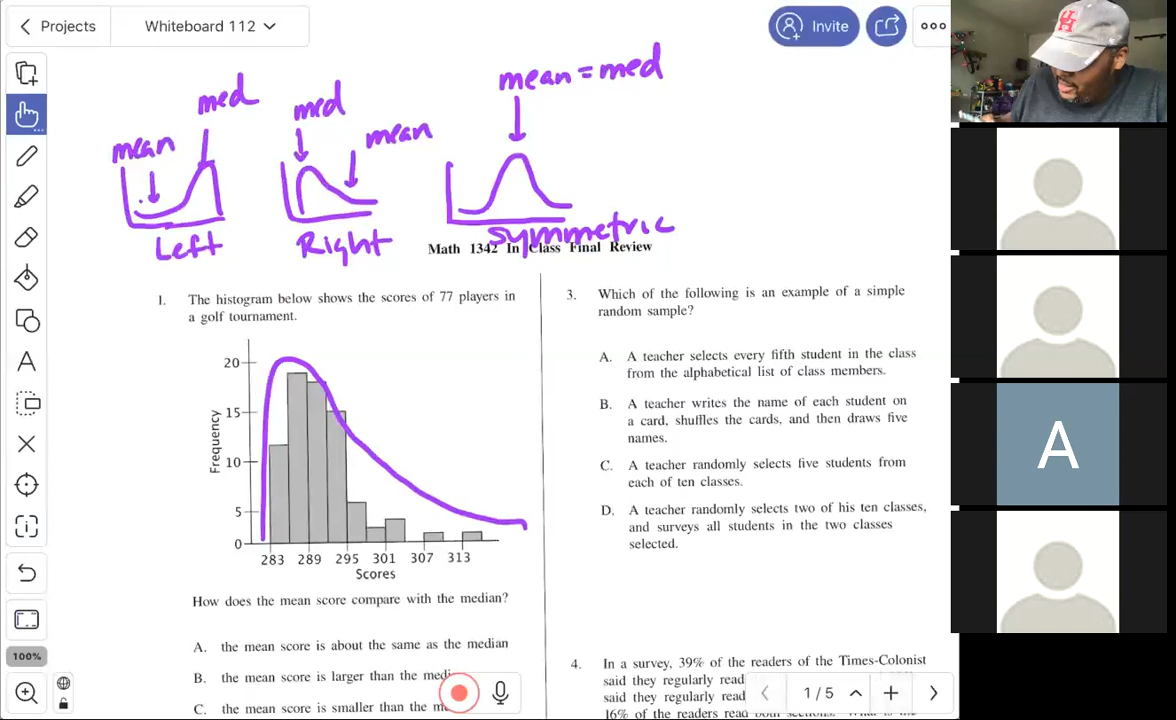 Projects
Whiteboard 112
Invite
mean
med
Left
med
mean
Right
mean = med
symmetric
Math 1342 In Class Final Review
1. The histogram below shows the scores of 77 players in
a golf tournament.
20
15
10
5
0
Frequency
283 289 295 301 307 313
Scores
How does the mean score compare with the median?
A. the mean score is about the same as the median
B. the mean score is larger than the medi
C. the mean score is smaller than the m
3. Which of the following is an example of a simple
random sample?
A. A teacher selects every fifth student in the class
from the alphabetical list of class members.
B. A teacher writes the name of each student on
a card, shuffles the cards, and then draws five
names.
C. A teacher randomly selects five students from
each of ten classes.
D. A teacher randomly selects two of his ten classes,
and surveys all students in the two classes
selected.
4. In a survey, 39% of the readers of the Times-Colonist
said they regularly read
said they regularly read
16% of the readers read
1 / 5
100%
A
A